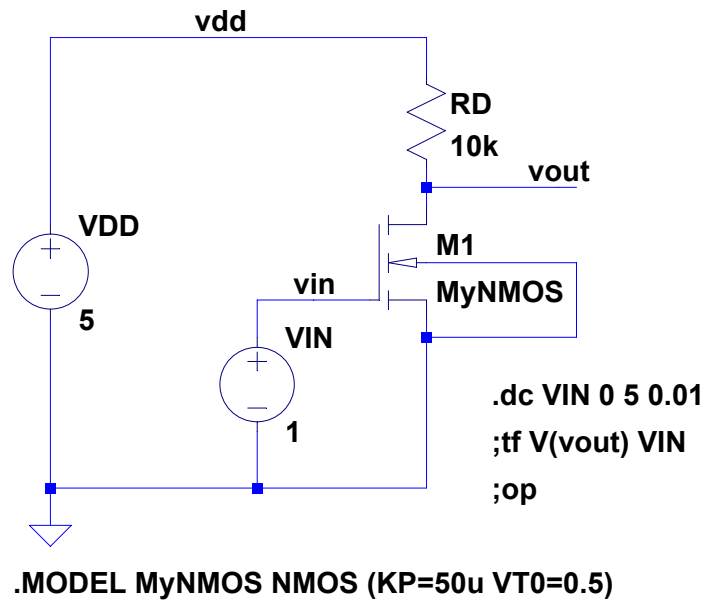 vdd
RD
10k
vout
VDD
+
−
5
M1
MyNMOS
vin
VIN
+
−
1
.dc VIN 0 5 0.01
;tf V(vout) VIN
;op
.MODEL MyNMOS NMOS (KP=50u VT0=0.5)